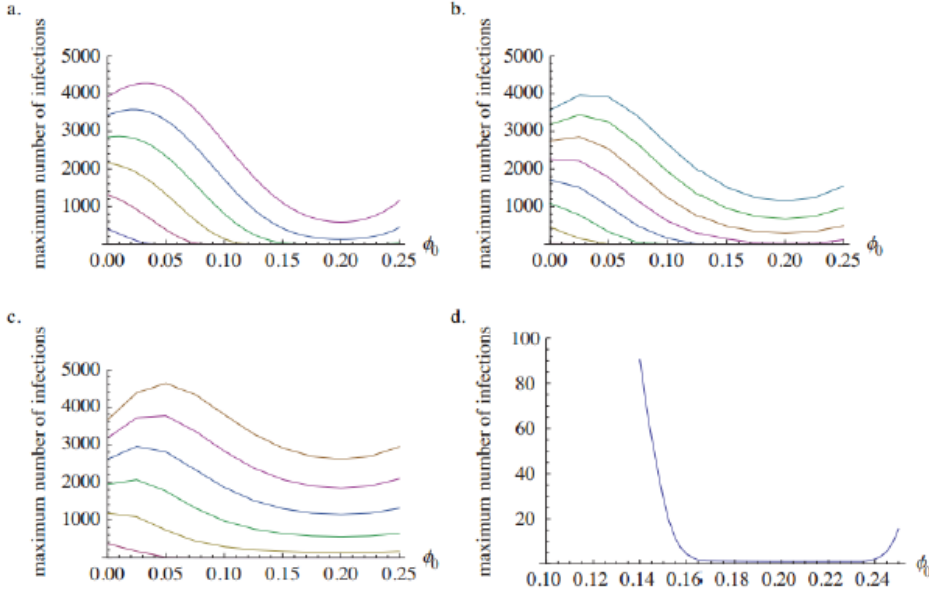 a.
maximum number of infections
5000
4000
3000
2000
1000
0.00 0.05 0.10 0.15 0.20 0.25
ϕ0
b.
maximum number of infections
5000
4000
3000
2000
1000
0.00 0.05 0.10 0.15 0.20 0.25
ϕ0
c.
maximum number of infections
5000
4000
3000
2000
1000
0.00 0.05 0.10 0.15 0.20 0.25
ϕ0
d.
maximum number of infections
100
80
60
40
20
0.10 0.12 0.14 0.16 0.18 0.20 0.22 0.24
ϕ0